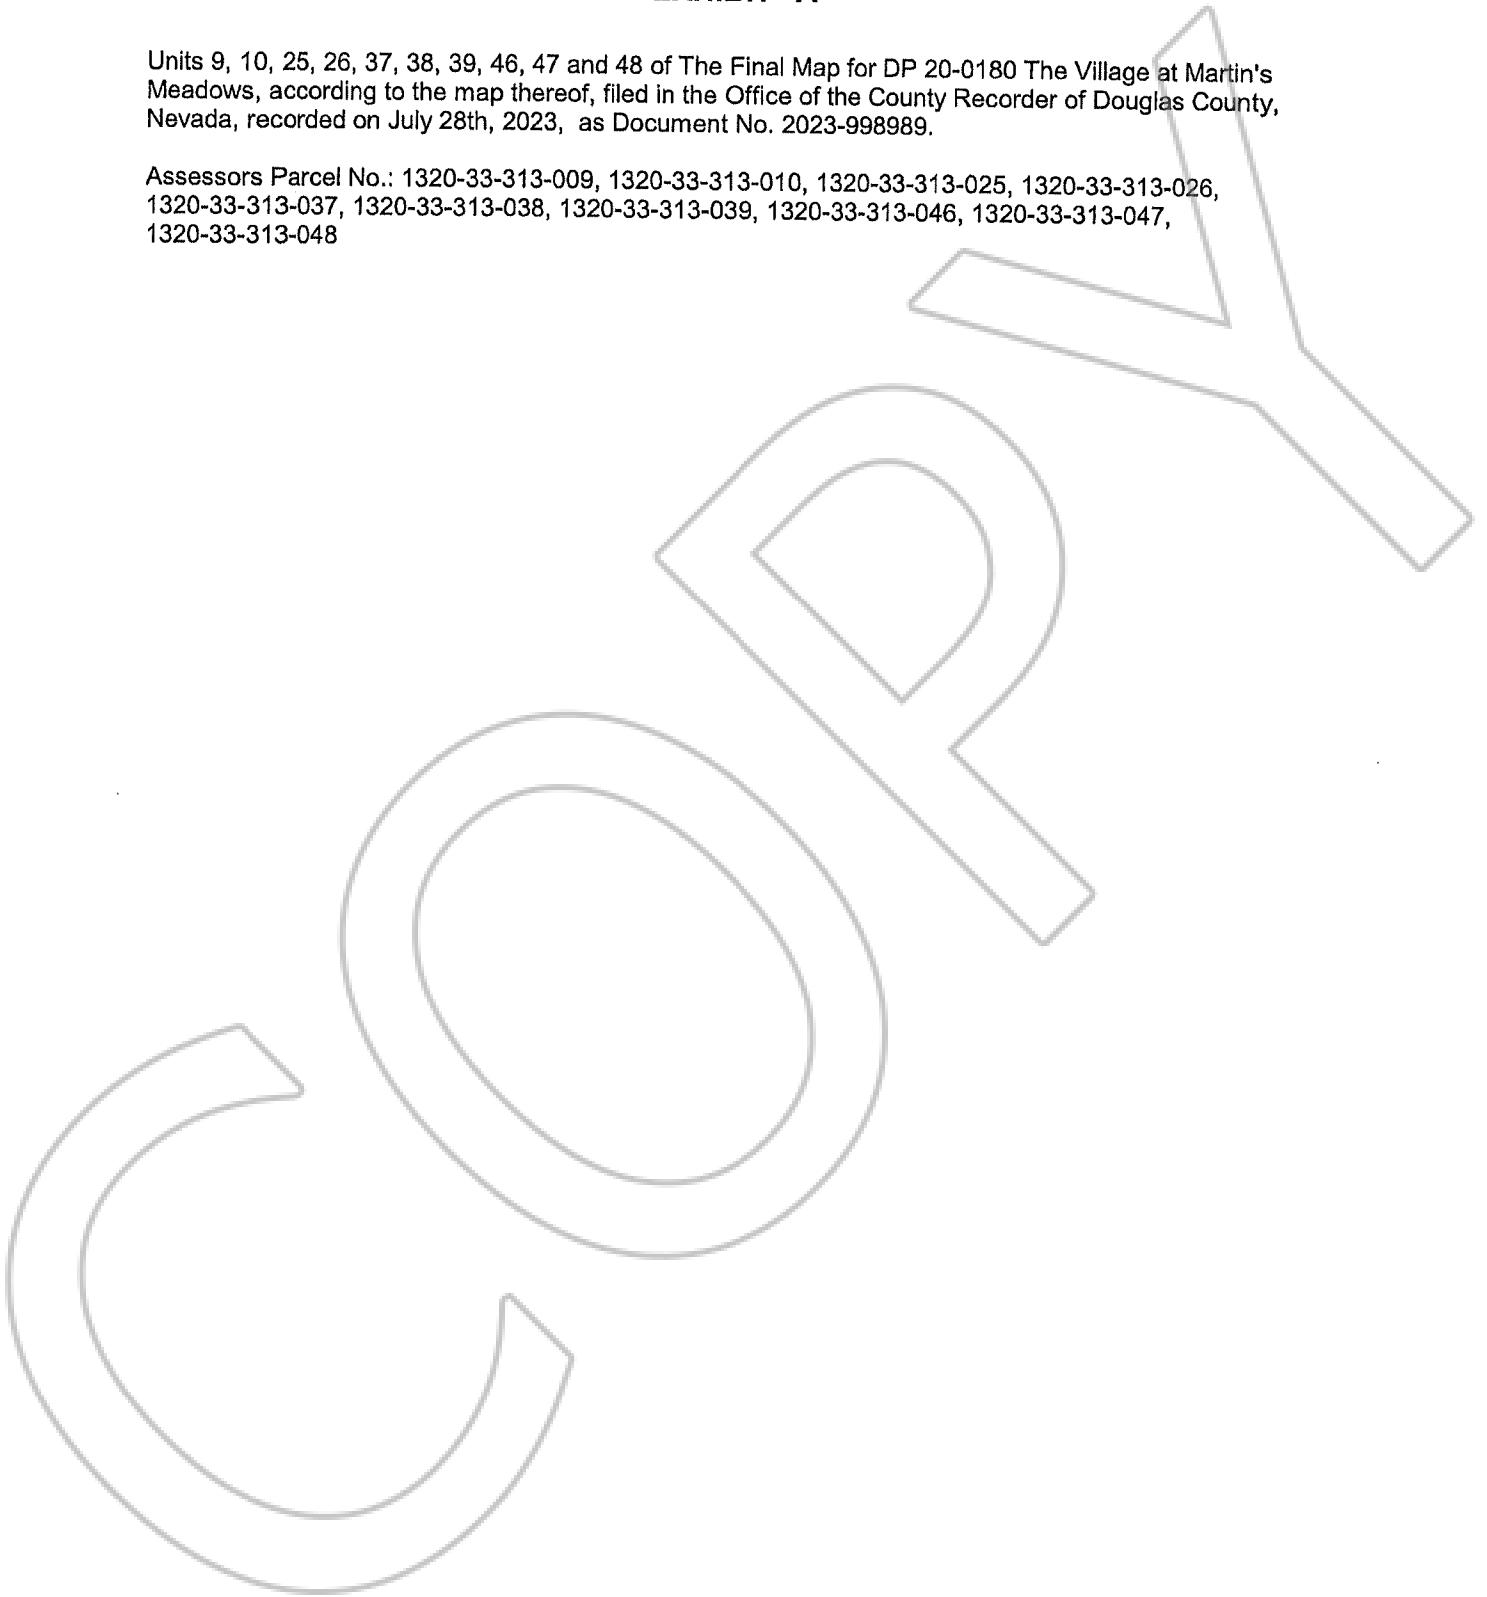 Units 9, 10, 25, 26, 37, 38, 39, 46, 47 and 48 of The Final Map for DP 20-0180 The Village at Martin's
Meadows, according to the map thereof, filed in the Office of the County Recorder of Douglas County,
Nevada, recorded on July 28th, 2023, as Document No. 2023-998989.
Assessors Parcel No.: 1320-33-313-009, 1320-33-313-010, 1320-33-313-025, 1320-33-313-026,
1320-33-313-037, 1320-33-313-038, 1320-33-313-039, 1320-33-313-046, 1320-33-313-047,
1320-33-313-048
COPY